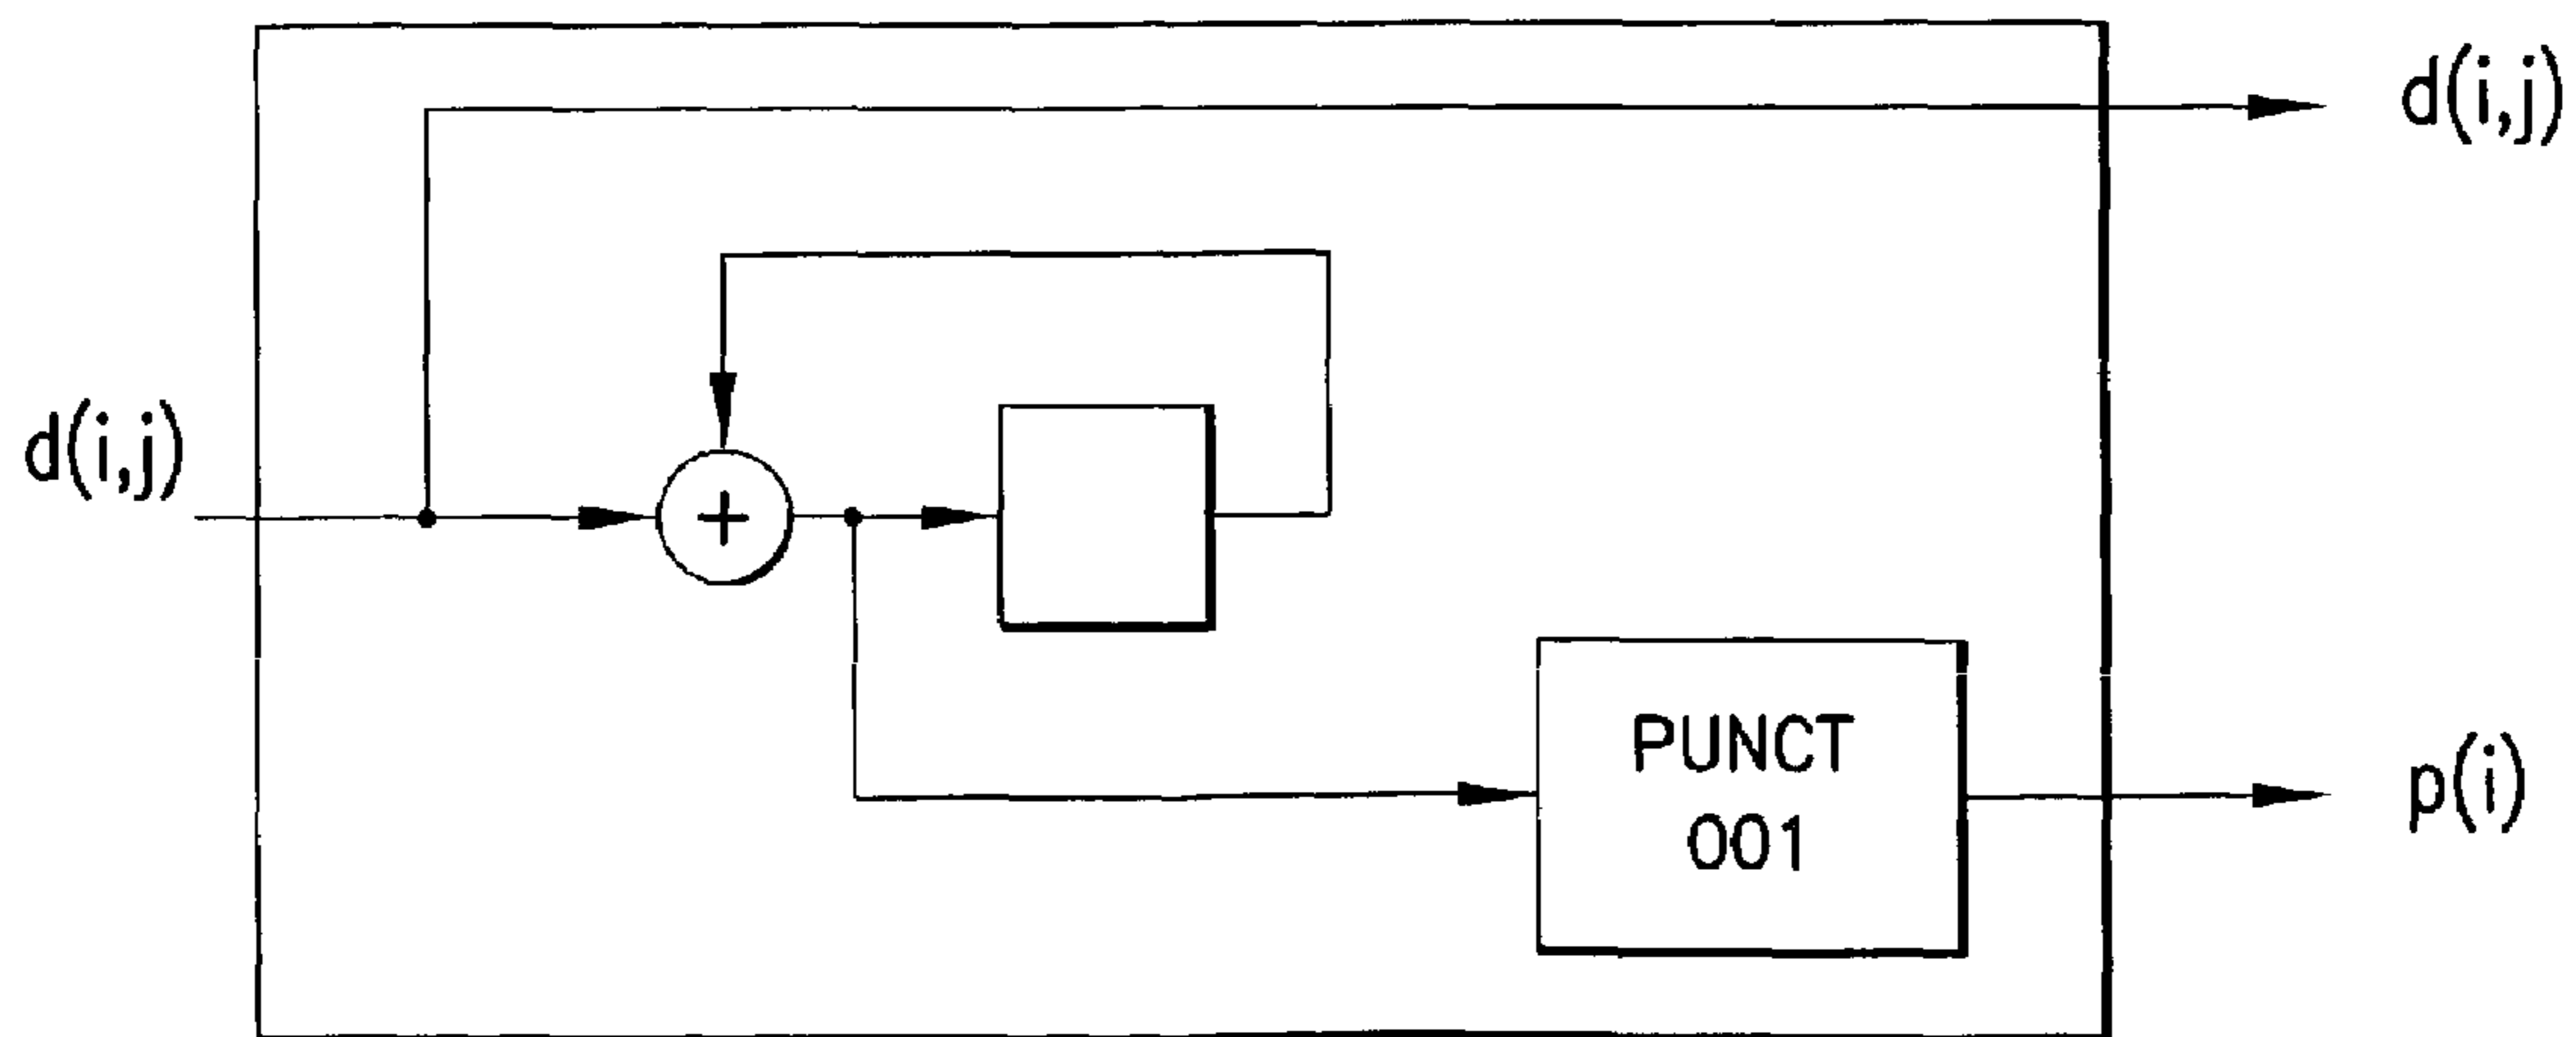 d(i,j)
d(i,j)
+
PUNCT
001
p(i)